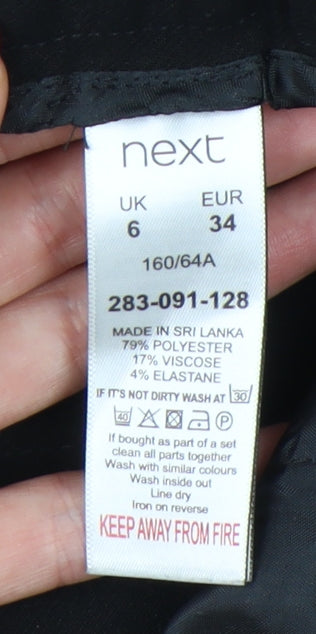 next
UK EUR
6 34
160/64A
283-091-128
MADE IN SRI LANKA
79% POLYESTER
17% VISCOSE
4% ELASTANE
IF IT'S NOT DIRTY WASH AT 30
40 P
If bought as part of a set
clean all parts together
Wash with similar colours
Wash inside out
Line dry
Iron on reverse
KEEP AWAY FROM FIRE